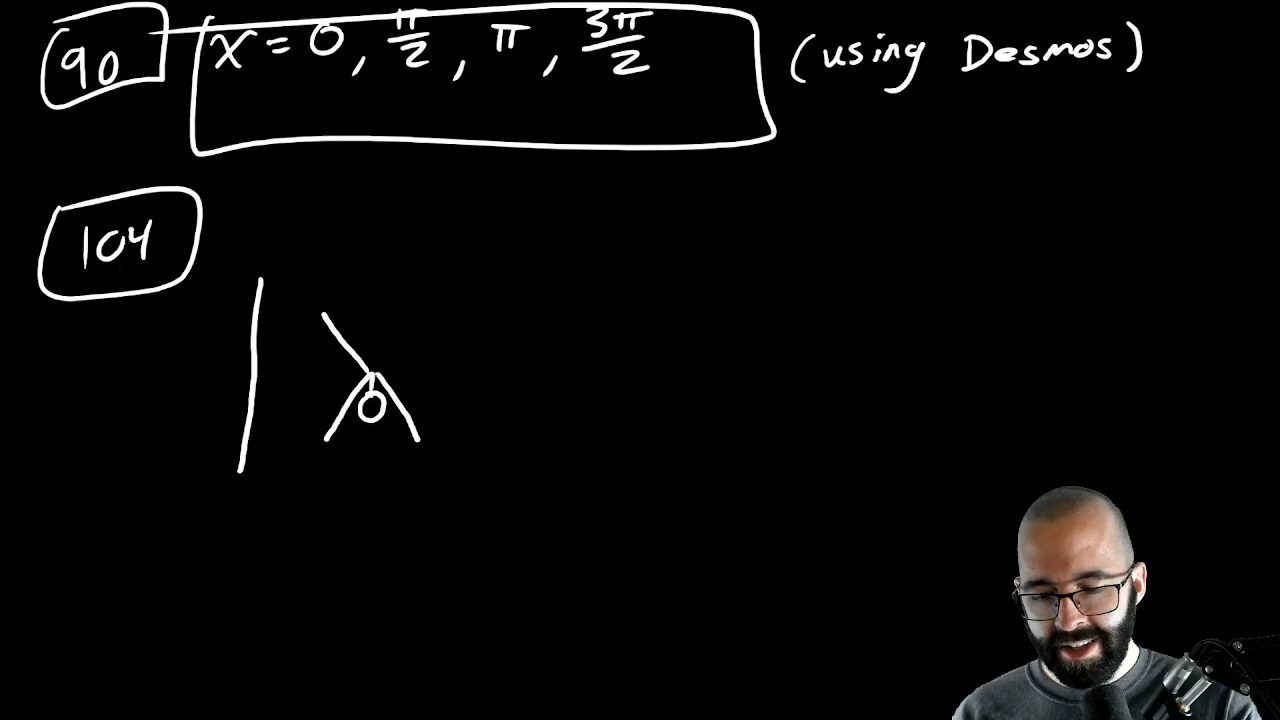 90 x = 0, π/2, π, 3π/2 (using Desmos)
104